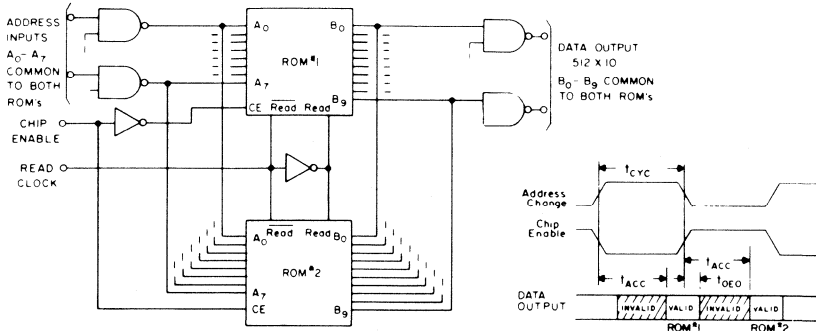 ADDRESS
INPUTS
A₀– A₇
COMMON
TO BOTH
ROM's
CHIP
ENABLE
READ
CLOCK
A₀
B₀
ROM #1
A₇
CE
R̅e̅a̅d̅
Read
B₉
DATA OUTPUT
512 X 10
B₀– B₉ COMMON
TO BOTH ROM's
R̅e̅a̅d̅
Read
A₀
B₀
ROM #2
A₇
CE
B₉
tCYC
Address
Change
Chip
Enable
tACC
tACC
tOEO
DATA
OUTPUT
INVALID
VALID
INVALID
VALID
ROM #1
ROM #2